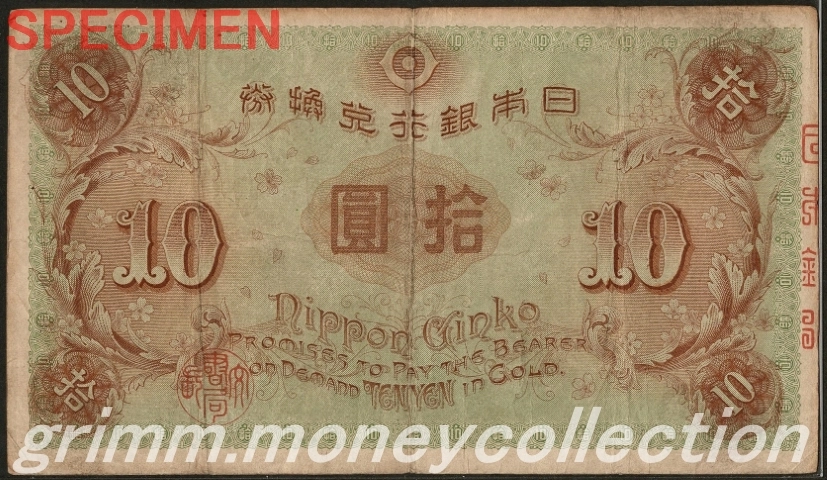 SPECIMEN
10
拾
券換兌行銀本日
圓 拾
10
10
Nippon Ginko
PROMISES TO PAY THE BEARER
ON DEMAND TEN YEN IN GOLD.
拾
10
grimm.moneycollection